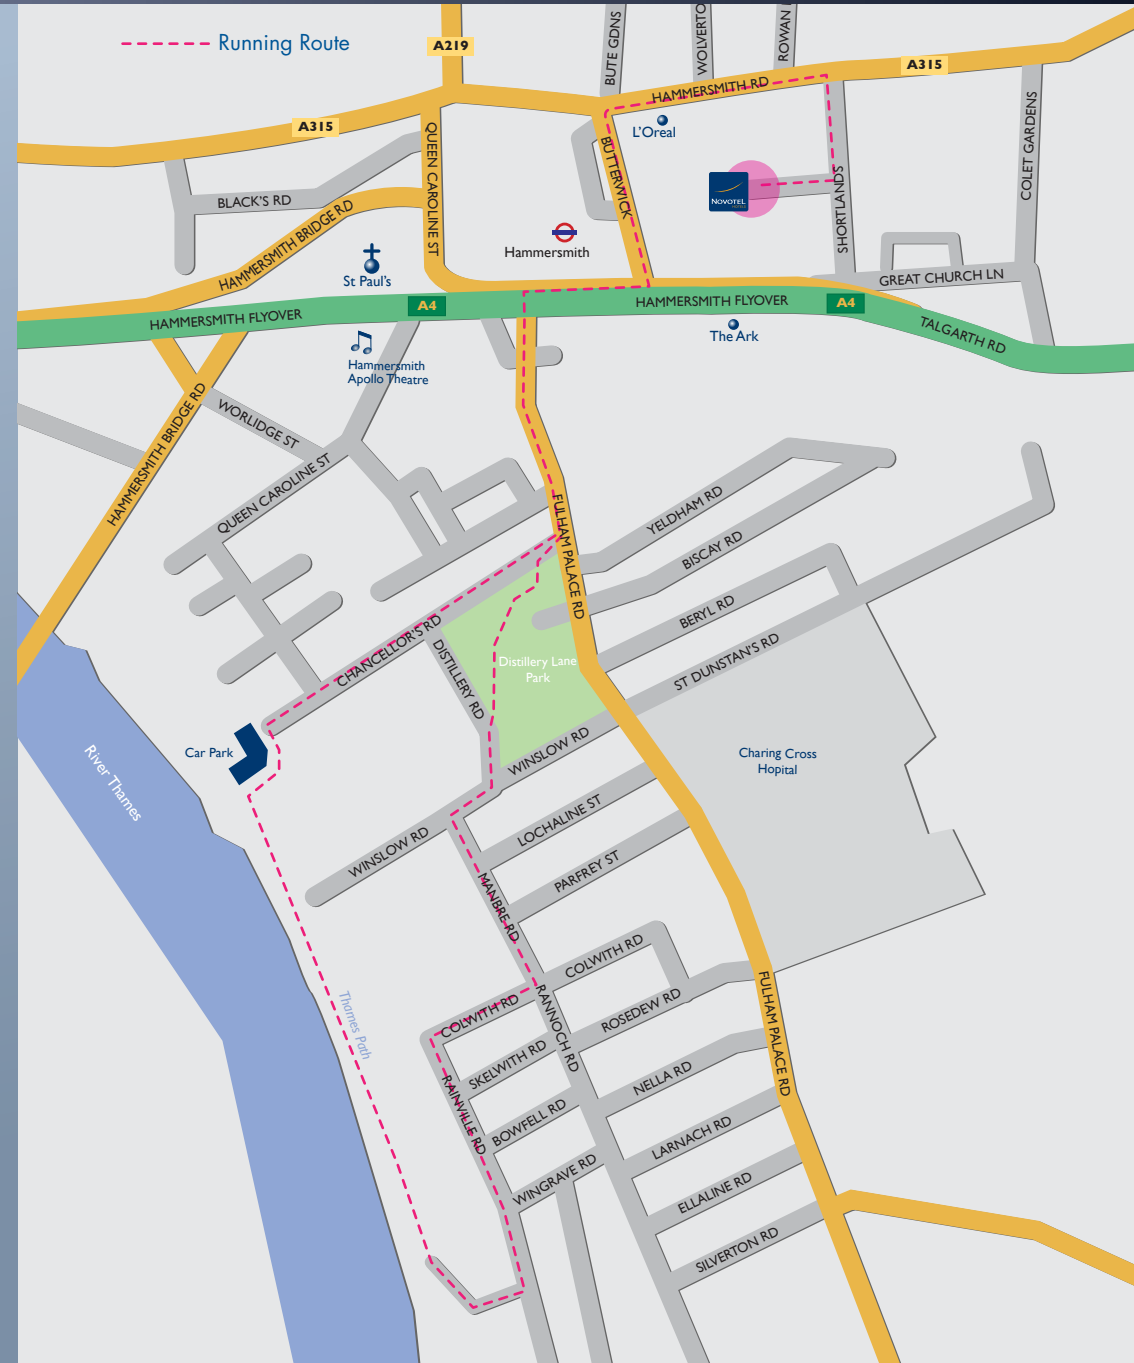 Running Route
A219
BUTE GDNS
WOLVERTO
ROWAN
A315
HAMMERSMITH RD
A315
L'Oreal
QUEEN CAROLINE ST
BUTTERWICK
COLET GARDENS
BLACK'S RD
NOVOTEL
HOTELS
SHORTLANDS
HAMMERSMITH BRIDGE RD
Hammersmith
St Paul's
GREAT CHURCH LN
HAMMERSMITH FLYOVER
A4
HAMMERSMITH FLYOVER
A4
TALGARTH RD
The Ark
Hammersmith
Apollo Theatre
HAMMERSMITH BRIDGE RD
WORLIDGE ST
QUEEN CAROLINE ST
FULHAM PALACE RD
YELDHAM RD
BISCAY RD
BERYL RD
CHANCELLOR'S RD
DISTILLERY RD
Distillery Lane
Park
ST DUNSTAN'S RD
Car Park
River Thames
WINSLOW RD
Charing Cross
Hopital
LOCHALINE ST
WINSLOW RD
PARFREY ST
MANBRE RD
COLWITH RD
Thames Path
COLWITH RD
RANNOCH RD
ROSEDEW RD
FULHAM PALACE RD
SKELWITH RD
NELLA RD
RAINVILLE RD
BOWFELL RD
LARNACH RD
WINGRAVE RD
ELLALINE RD
SILVERTON RD